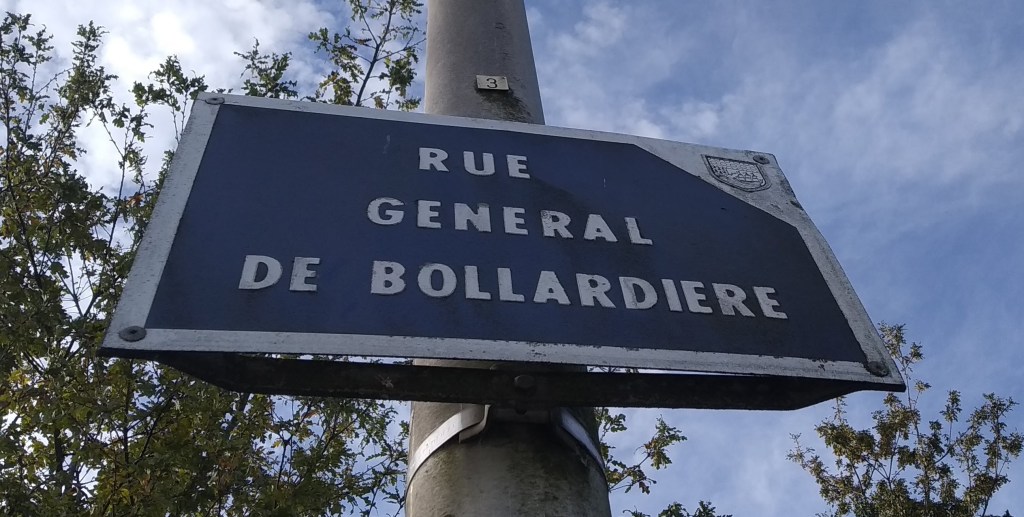 3
RUE
GENERAL
DE BOLLARDIERE